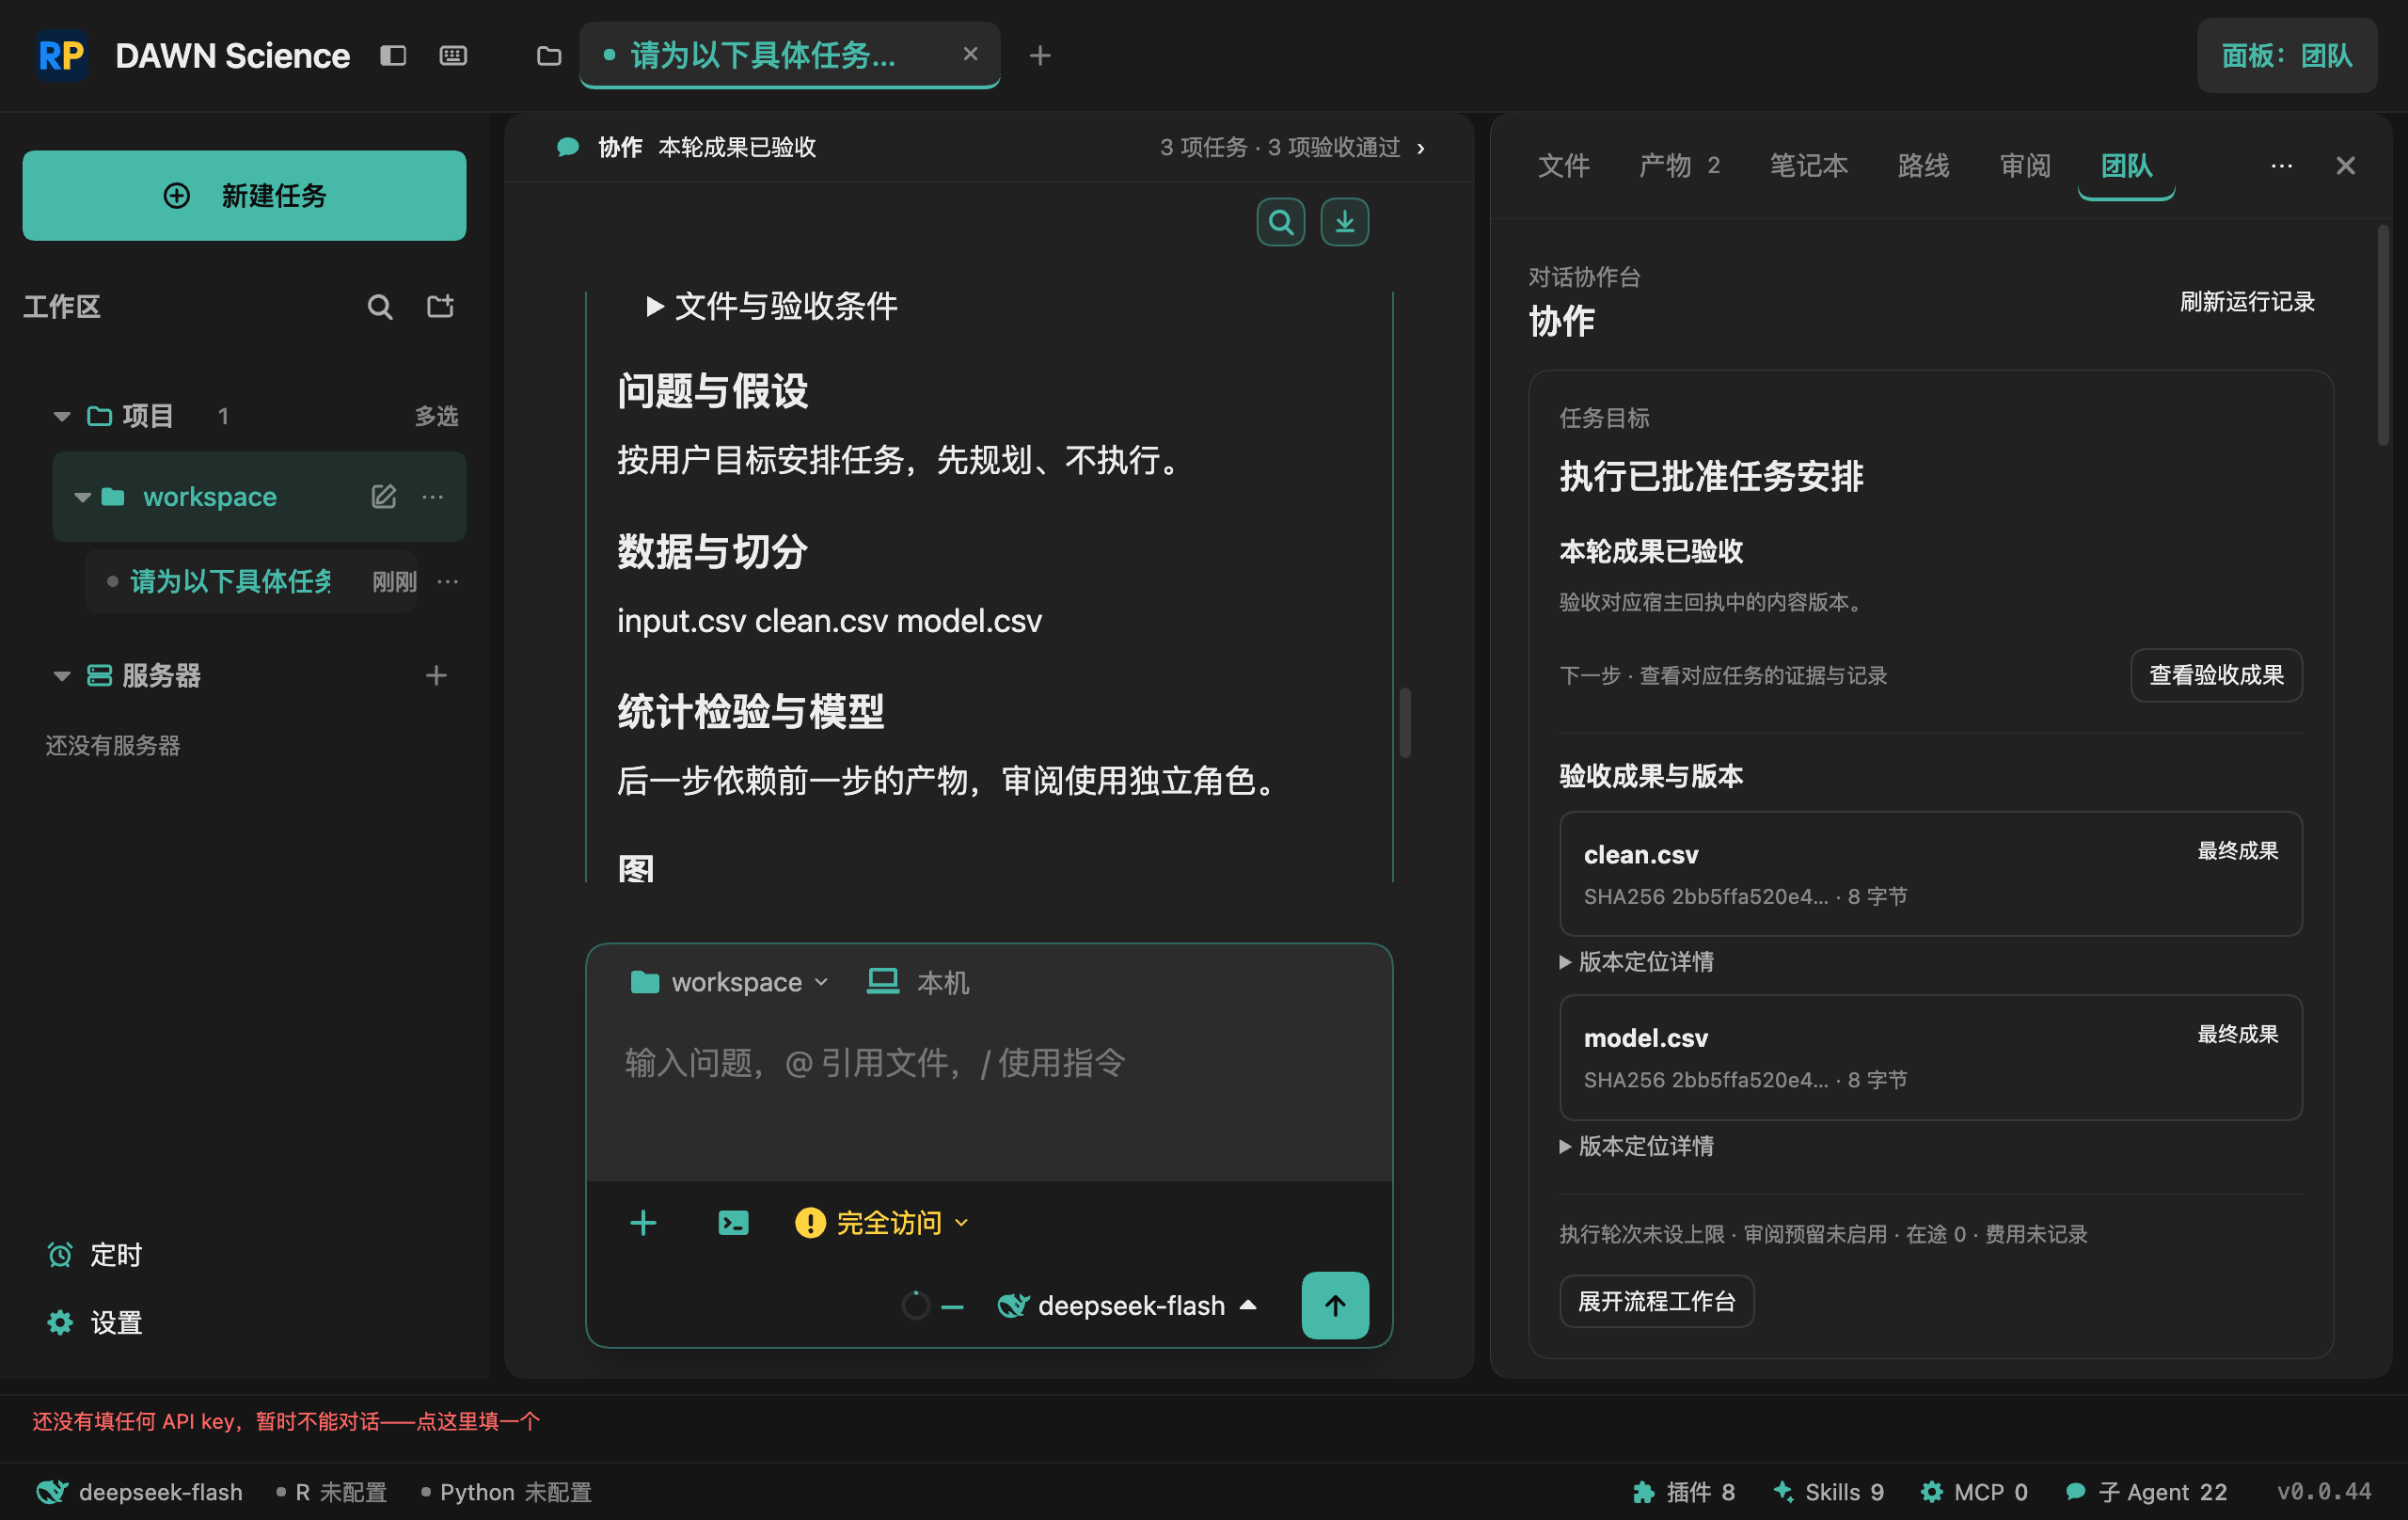 RP DAWN Science
请为以下具体任务...
面板：团队
新建任务
工作区
项目 1 多选
workspace
请为以下具体任务 刚刚
服务器
还没有服务器
定时
设置
协作 本轮成果已验收 3 项任务 · 3 项验收通过
文件与验收条件
问题与假设
按用户目标安排任务，先规划、不执行。
数据与切分
input.csv clean.csv model.csv
统计检验与模型
后一步依赖前一步的产物，审阅使用独立角色。
图
workspace 本机
输入问题，@ 引用文件，/ 使用指令
完全访问
deepseek-flash
文件 产物 2 笔记本 路线 审阅 团队
对话协作台
协作
刷新运行记录
任务目标
执行已批准任务安排
本轮成果已验收
验收对应宿主回执中的内容版本。
下一步 · 查看对应任务的证据与记录 查看验收成果
验收成果与版本
clean.csv 最终成果
SHA256 2bb5ffa520e4... · 8 字节
版本定位详情
model.csv 最终成果
SHA256 2bb5ffa520e4... · 8 字节
版本定位详情
执行轮次未设上限 · 审阅预留未启用 · 在途 0 · 费用未记录
展开流程工作台
还没有填任何 API key，暂时不能对话——点这里填一个
deepseek-flash R 未配置 Python 未配置 插件 8 Skills 9 MCP 0 子 Agent 22 v0.0.44